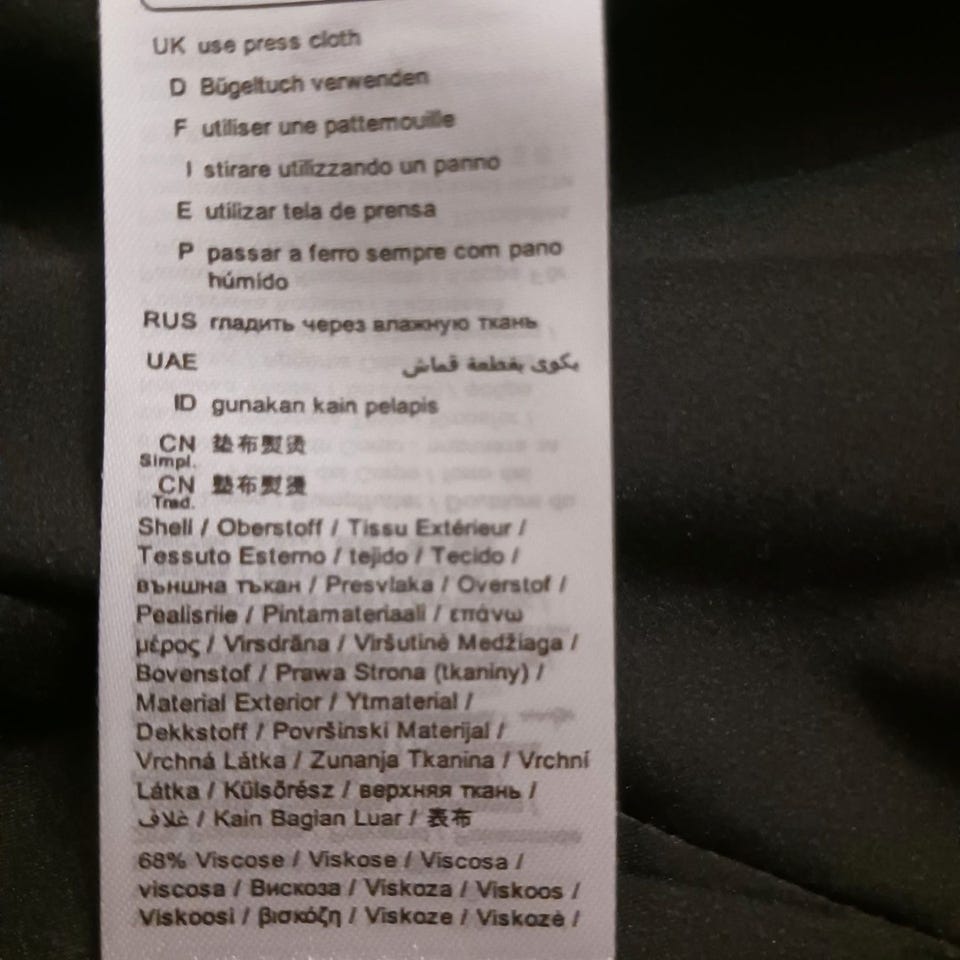 UK use press cloth
D Bügeltuch verwenden
F utiliser une pattemouille
I stirare utilizzando un panno
E utilizar tela de prensa
P passar a ferro sempre com pano
húmido
RUS гладить через влажную ткань
UAE يكوى بقطعة قماش
ID gunakan kain pelapis
CN Simpl. 垫布熨烫
CN Trad. 墊布熨燙
Shell / Oberstoff / Tissu Extérieur /
Tessuto Esterno / tejido / Tecido /
външна тъкан / Presvlaka / Overstof /
Pealisriie / Pintamateriaali / επάνω
μέρος / Virsdrāna / Viršutinė Medžiaga /
Bovenstof / Prawa Strona (tkaniny) /
Material Exterior / Ytmaterial /
Dekkstoff / Površinski Materijal /
Vrchná Látka / Zunanja Tkanina / Vrchní
Látka / Külsőrész / верхняя ткань /
غلاف / Kain Bagian Luar / 表布
68% Viscose / Viskose / Viscosa /
viscosa / Вискоза / Viskoza / Viskoos /
Viskoosi / βισκόζη / Viskoze / Viskozė /